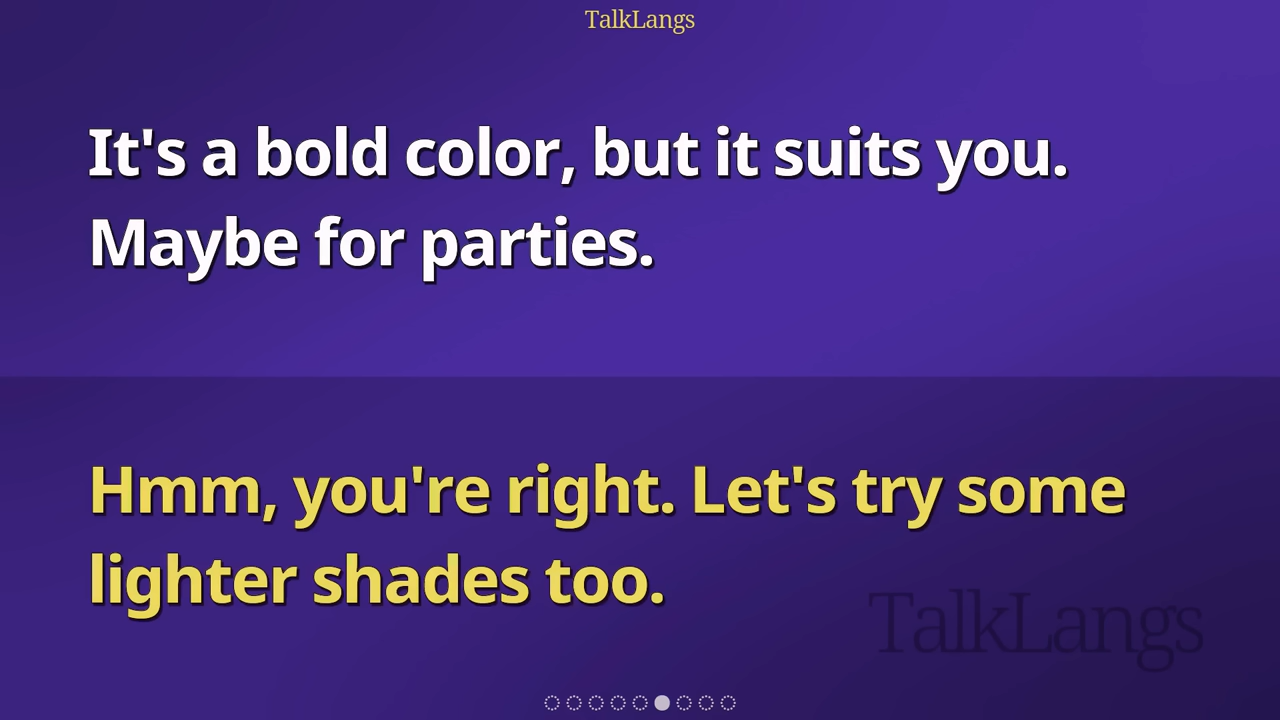 TalkLangs
It's a bold color, but it suits you.
Maybe for parties.
Hmm, you're right. Let's try some
lighter shades too.
TalkLangs